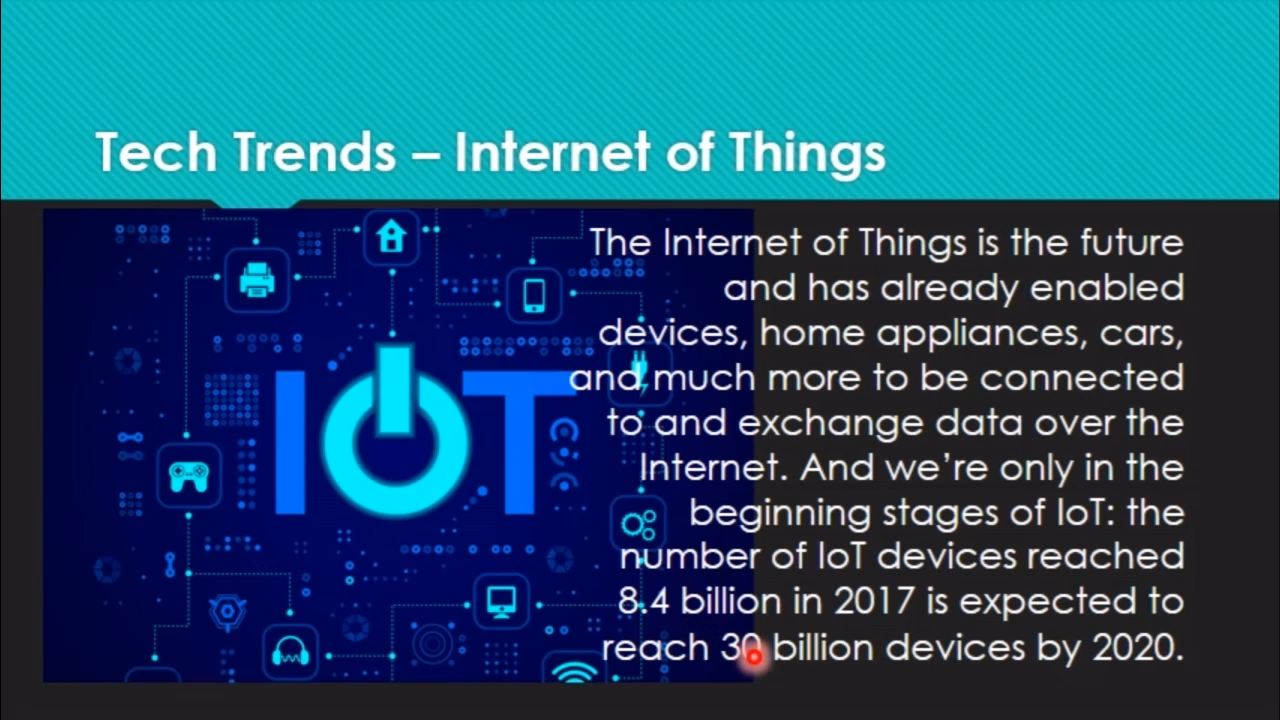 Tech Trends – Internet of Things
IOT
The Internet of Things is the future
and has already enabled
devices, home appliances, cars,
and much more to be connected
to and exchange data over the
Internet. And we’re only in the
beginning stages of IoT: the
number of IoT devices reached
8.4 billion in 2017 is expected to
reach 30 billion devices by 2020.